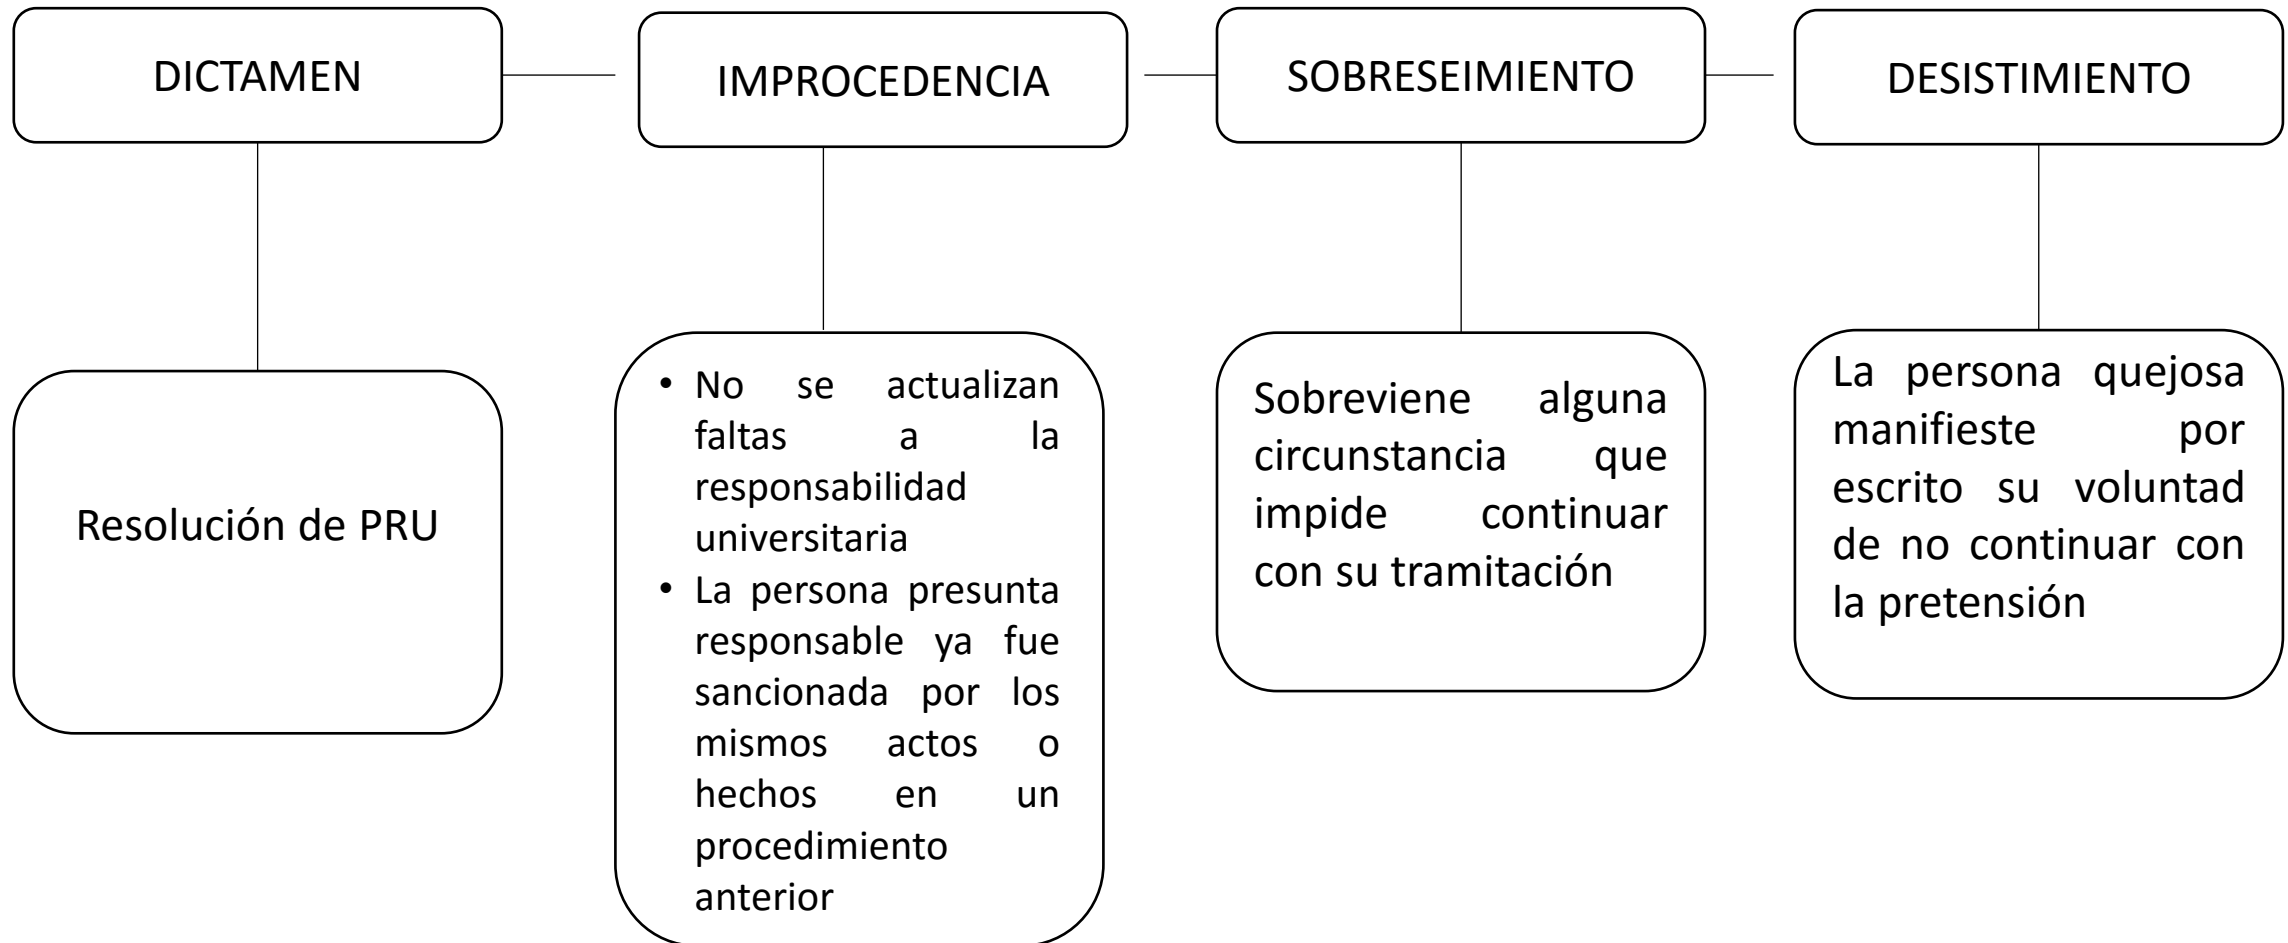 DICTAMEN
IMPROCEDENCIA
SOBRESEIMIENTO
DESISTIMIENTO
Resolución de PRU
• No se actualizan
faltas a la
responsabilidad
universitaria
• La persona presunta
responsable ya fue
sancionada por los
mismos actos o
hechos en un
procedimiento
anterior
Sobreviene alguna
circunstancia que
impide continuar
con su tramitación
La persona quejosa
manifieste por
escrito su voluntad
de no continuar con
la pretensión